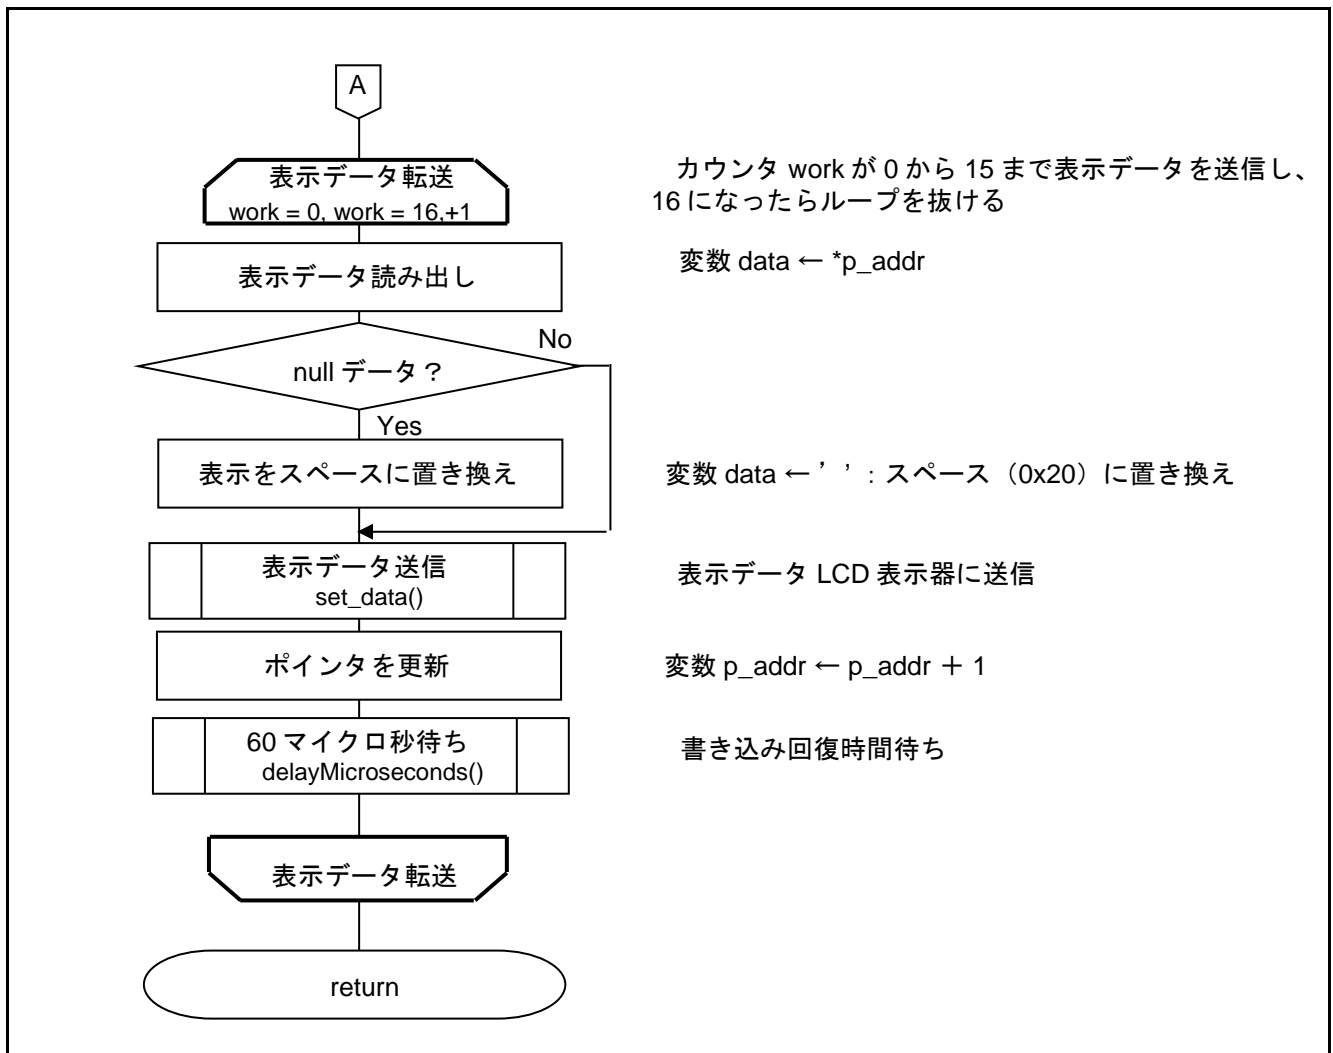 A
表示データ転送
work = 0, work = 16,+1
カウンタ work が 0 から 15 まで表示データを送信し、
16 になったらループを抜ける
表示データ読み出し
変数 data ← *p_addr
No
null データ？
Yes
表示をスペースに置き換え
変数 data ← ’ ’ : スペース（0x20）に置き換え
表示データ送信
set_data()
表示データ LCD 表示器に送信
ポインタを更新
変数 p_addr ← p_addr ＋ 1
60 マイクロ秒待ち
delayMicroseconds()
書き込み回復時間待ち
表示データ転送
return